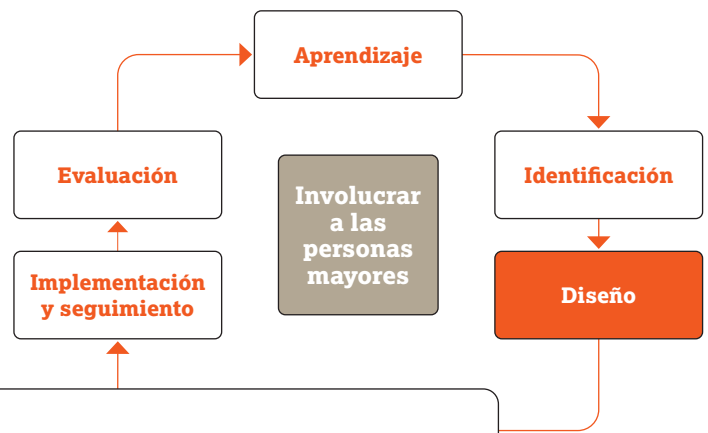 Aprendizaje
Evaluación
Involucrar
a las
personas
mayores
Identificación
Implementación
y seguimiento
Diseño